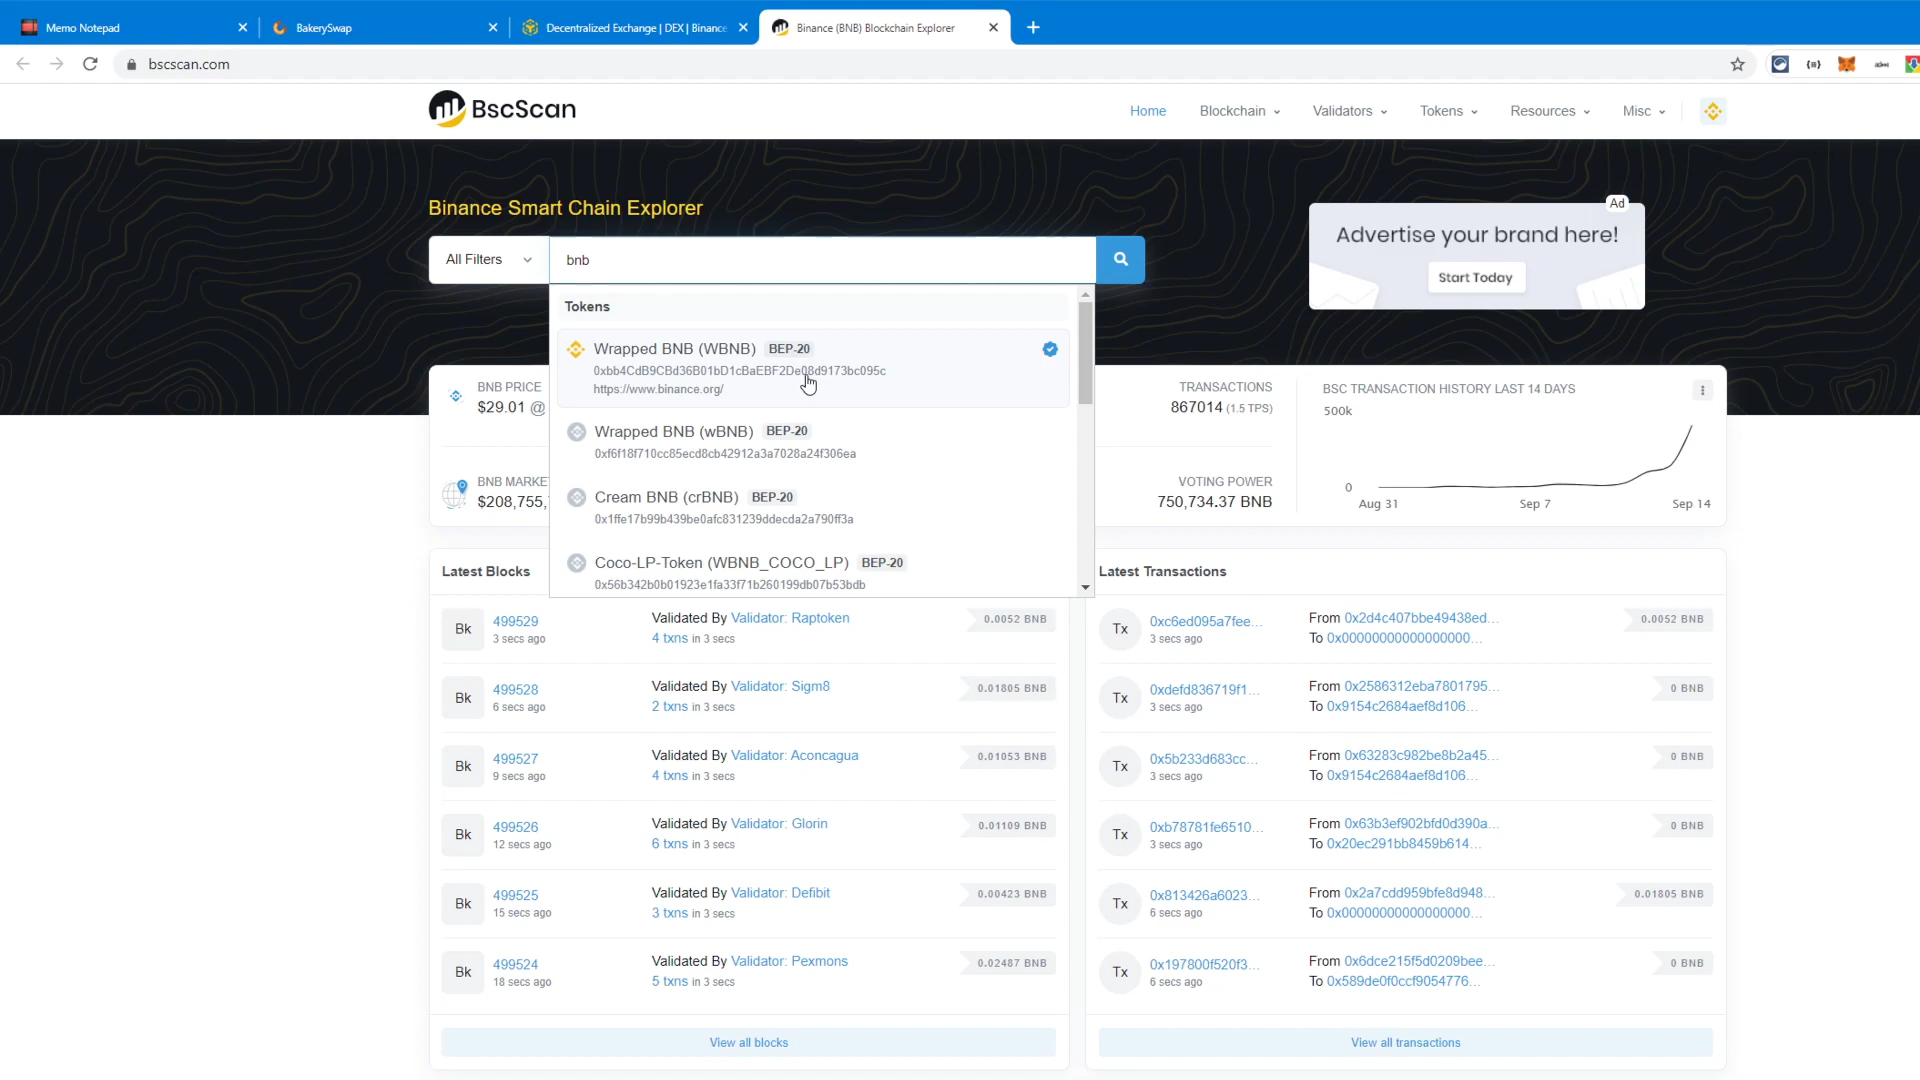 Memo Notepad
BakerySwap
Decentralized Exchange | DEX | Binance
Binance (BNB) Blockchain Explorer
bscscan.com
BscScan
Home
Blockchain
Validators
Tokens
Resources
Misc
Binance Smart Chain Explorer
All Filters
bnb
Ad
Advertise your brand here!
Start Today
Tokens
Wrapped BNB (WBNB) BEP-20
0xbb4CdB9CBd36B01bD1cBaEBF2De08d9173bc095c
https://www.binance.org/
Wrapped BNB (wBNB) BEP-20
0xf6f18f710cc85ecd8cb42912a3a7028a24f306ea
Cream BNB (crBNB) BEP-20
0x1ffe17b99b439be0afc831239ddecda2a790ff3a
Coco-LP-Token (WBNB_COCO_LP) BEP-20
0x56b342b0b01923e1fa33f71b260199db07b53bdb
BNB PRICE
$29.01 @
BNB MARKE
$208,755,
TRANSACTIONS
867014 (1.5 TPS)
VOTING POWER
750,734.37 BNB
BSC TRANSACTION HISTORY LAST 14 DAYS
500k
0
Aug 31
Sep 7
Sep 14
Latest Blocks
Bk
499529
3 secs ago
Validated By Validator: Raptoken
4 txns in 3 secs
0.0052 BNB
Bk
499528
6 secs ago
Validated By Validator: Sigm8
2 txns in 3 secs
0.01805 BNB
Bk
499527
9 secs ago
Validated By Validator: Aconcagua
4 txns in 3 secs
0.01053 BNB
Bk
499526
12 secs ago
Validated By Validator: Glorin
6 txns in 3 secs
0.01109 BNB
Bk
499525
15 secs ago
Validated By Validator: Defibit
3 txns in 3 secs
0.00423 BNB
Bk
499524
18 secs ago
Validated By Validator: Pexmons
5 txns in 3 secs
0.02487 BNB
View all blocks
Latest Transactions
Tx
0xc6ed095a7fee...
3 secs ago
From 0x2d4c407bbe49438ed...
To 0x00000000000000000...
0.0052 BNB
Tx
0xdefd836719f1...
3 secs ago
From 0x2586312eba7801795...
To 0x9154c2684aef8d106...
0 BNB
Tx
0x5b233d683cc...
3 secs ago
From 0x63283c982be8b2a45...
To 0x9154c2684aef8d106...
0 BNB
Tx
0xb78781fe6510...
3 secs ago
From 0x63b3ef902bfd0d390a...
To 0x20ec291bb8459b614...
0 BNB
Tx
0x813426a6023...
6 secs ago
From 0x2a7cdd959bfe8d948...
To 0x00000000000000000...
0.01805 BNB
Tx
0x197800f520f3...
6 secs ago
From 0x6dce215f5d0209bee...
To 0x589de0f0ccf9054776...
0 BNB
View all transactions